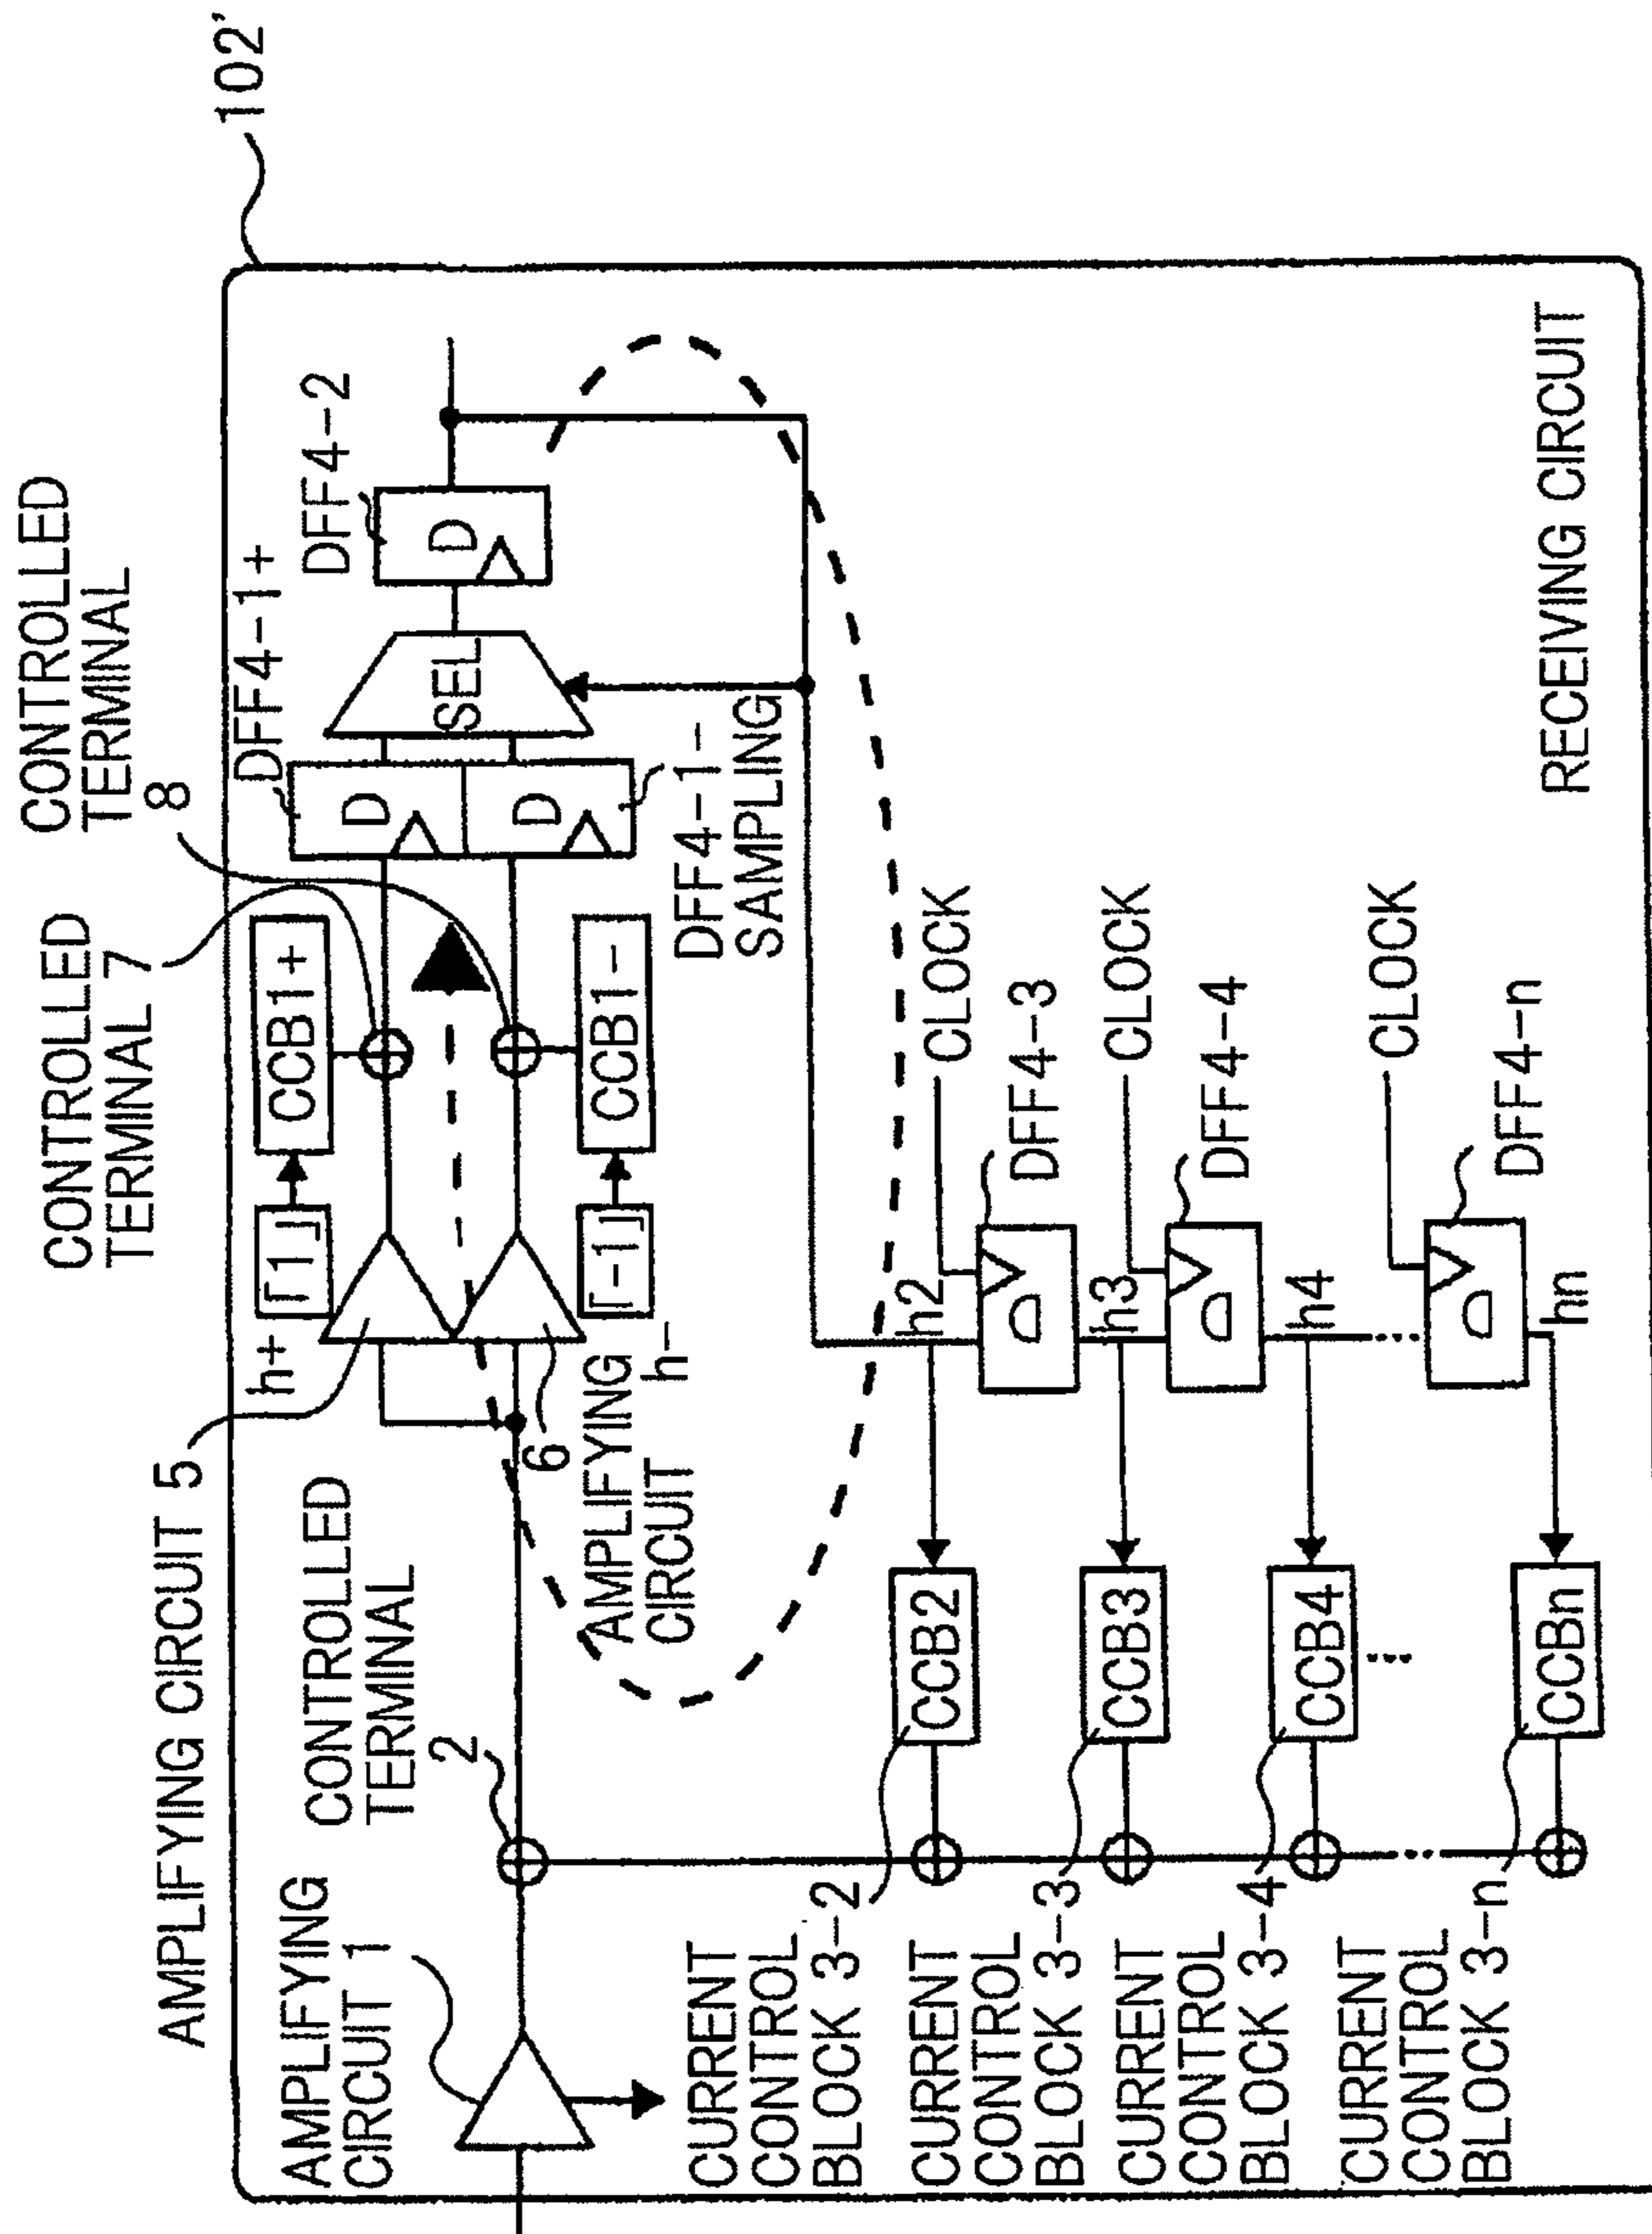 102'
AMPLIFYING CIRCUIT 5
CONTROLLED
TERMINAL 7
CONTROLLED
TERMINAL
8
AMPLIFYING
CIRCUIT 1
CONTROLLED
TERMINAL
2
h+
「1」
CCB1+
DFF4-1+
DFF4-2
D
D
SEL
D
6
AMPLIFYING
CIRCUIT
h-
「-1」
CCB1-
DFF4-1-
SAMPLING
CURRENT
CONTROL
BLOCK 3-2
CCB2
h2
CLOCK
D
DFF4-3
CURRENT
CONTROL
BLOCK 3-3
CCB3
h3
CLOCK
D
DFF4-4
CURRENT
CONTROL
BLOCK 3-4
CCB4
h4
CLOCK
D
DFF4-n
CURRENT
CONTROL
BLOCK 3-n
CCBn
hn
RECEIVING CIRCUIT